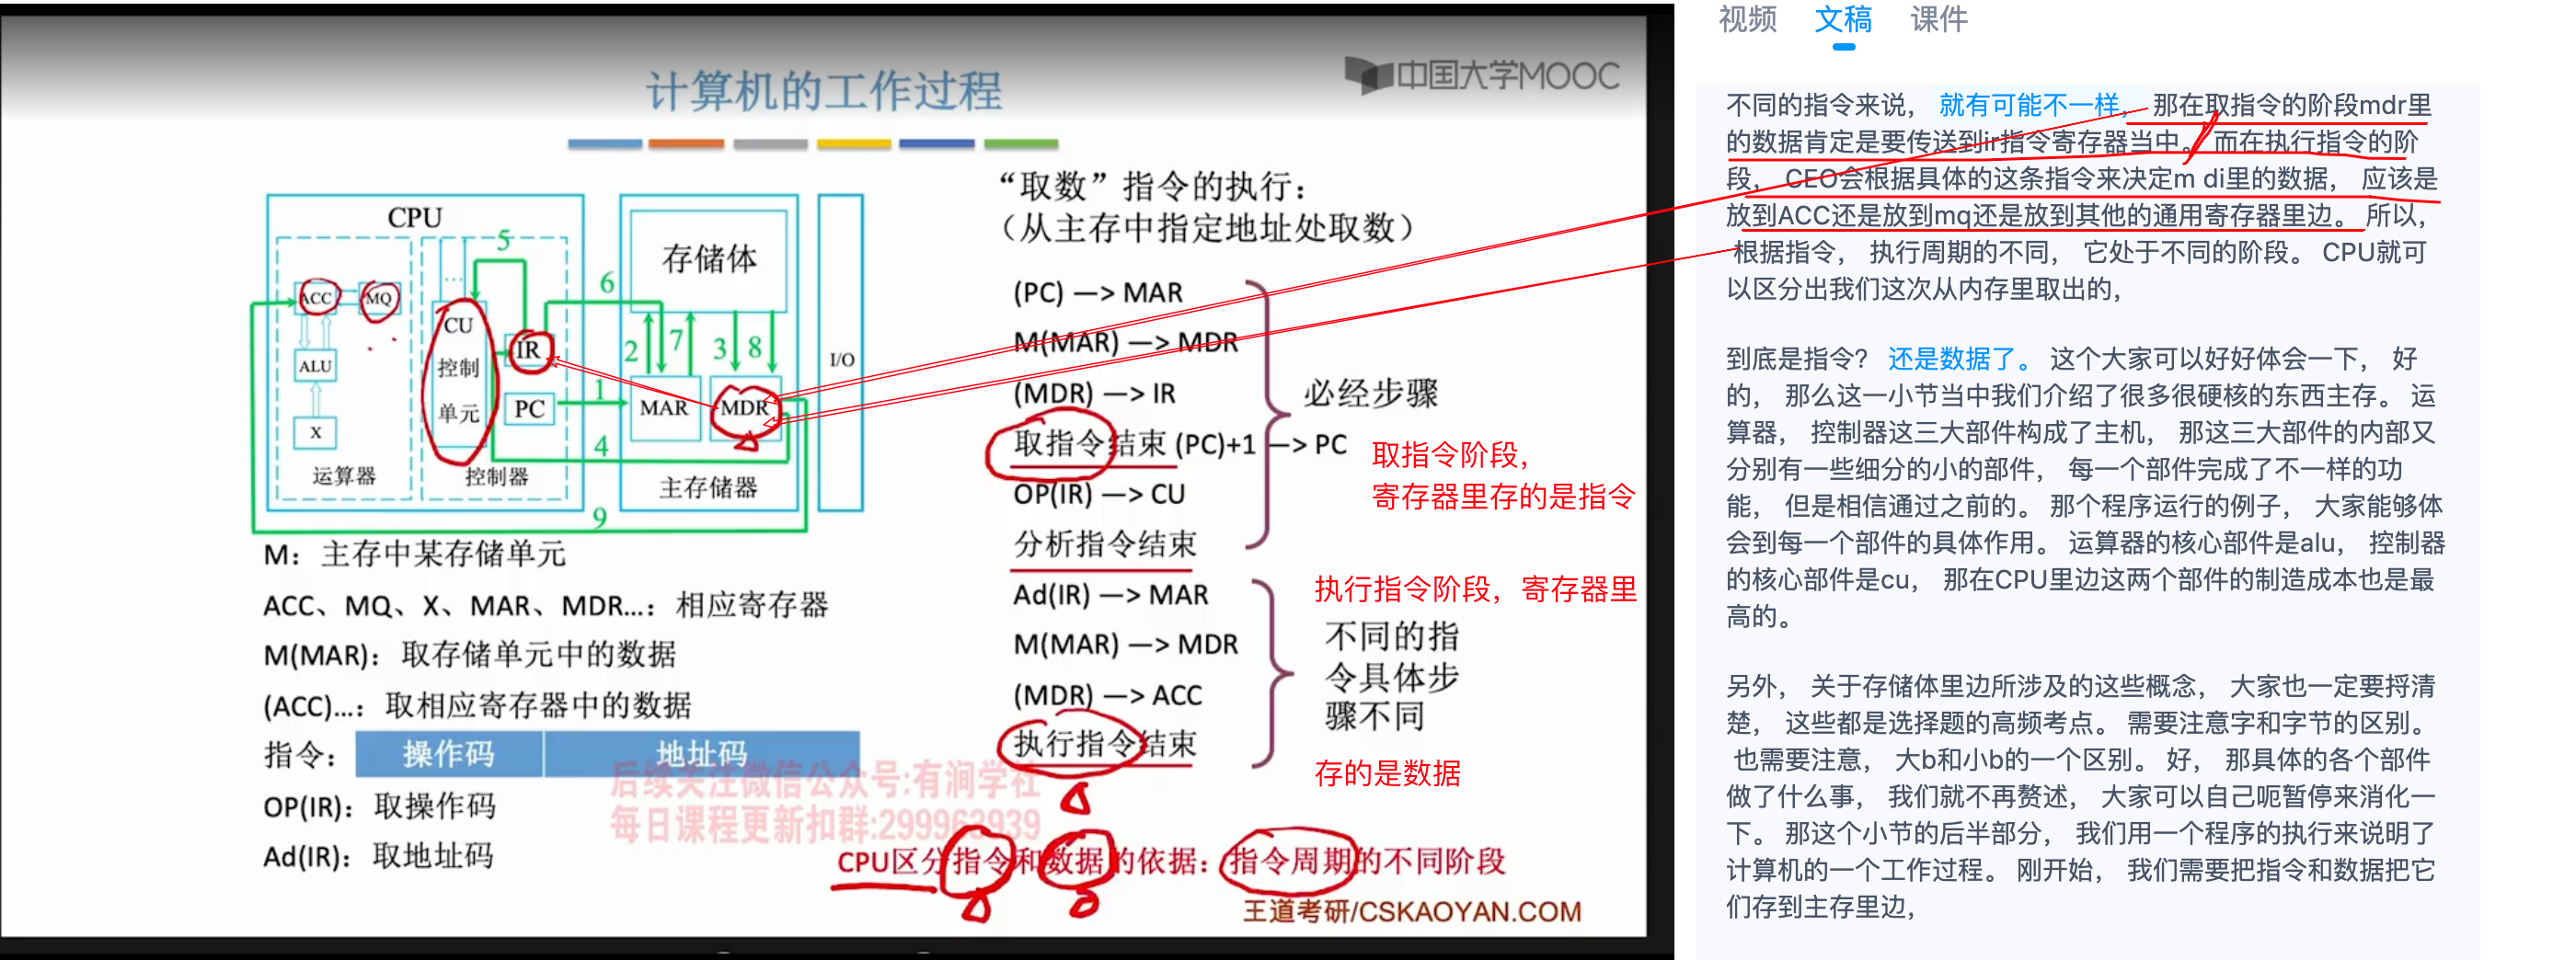 中国大学MOOC
计算机的工作过程
CPU
ACC
MQ
ALU
X
运算器
CU
控制
单元
IR
PC
控制器
存储体
MAR
MDR
主存储器
I/O
5
6
2
7
3
8
1
4
9
M：主存中某存储单元
ACC、MQ、X、MAR、MDR...：相应寄存器
M(MAR)：取存储单元中的数据
(ACC)...：取相应寄存器中的数据
指令：
操作码
地址码
OP(IR)：取操作码
Ad(IR)：取地址码
“取数”指令的执行：
（从主存中指定地址处取数）
(PC) —> MAR
M(MAR) —> MDR
(MDR) —> IR
取指令结束 (PC)+1 —> PC
OP(IR) —> CU
分析指令结束
必经步骤
取指令阶段，
寄存器里存的是指令
Ad(IR) —> MAR
M(MAR) —> MDR
(MDR) —> ACC
执行指令结束
执行指令阶段，寄存器里
不同的指
令具体步
骤不同
存的是数据
后续关注微信公众号:有涧学社
每日课程更新扣群:299963939
CPU区分指令和数据的依据：指令周期的不同阶段
王道考研/CSKAOYAN.COM
视频 文稿 课件
不同的指令来说， 就有可能不一样， 那在取指令的阶段mdr里
的数据肯定是要传送到ir指令寄存器当中。 而在执行指令的阶
段， CEO会根据具体的这条指令来决定m di里的数据， 应该是
放到ACC还是放到mq还是放到其他的通用寄存器里边。 所以，
根据指令， 执行周期的不同， 它处于不同的阶段。 CPU就可
以区分出我们这次从内存里取出的，
到底是指令？ 还是数据了。 这个大家可以好好体会一下， 好
的， 那么这一小节当中我们介绍了很多很硬核的东西主存。 运
算器， 控制器这三大部件构成了主机， 那这三大部件的内部又
分别有一些细分的小的部件， 每一个部件完成了不一样的功
能， 但是相信通过之前的。 那个程序运行的例子， 大家能够体
会到每一个部件的具体作用。 运算器的核心部件是alu， 控制器
的核心部件是cu， 那在CPU里边这两个部件的制造成本也是最
高的。
另外， 关于存储体里边所涉及的这些概念， 大家也一定要捋清
楚， 这些都是选择题的高频考点。 需要注意字和字节的区别。
也需要注意， 大b和小b的一个区别。 好， 那具体的各个部件
做了什么事， 我们就不再赘述， 大家可以自己呃暂停来消化一
下。 那这个小节的后半部分， 我们用一个程序的执行来说明了
计算机的一个工作过程。 刚开始， 我们需要把指令和数据把它
们存到主存里边，